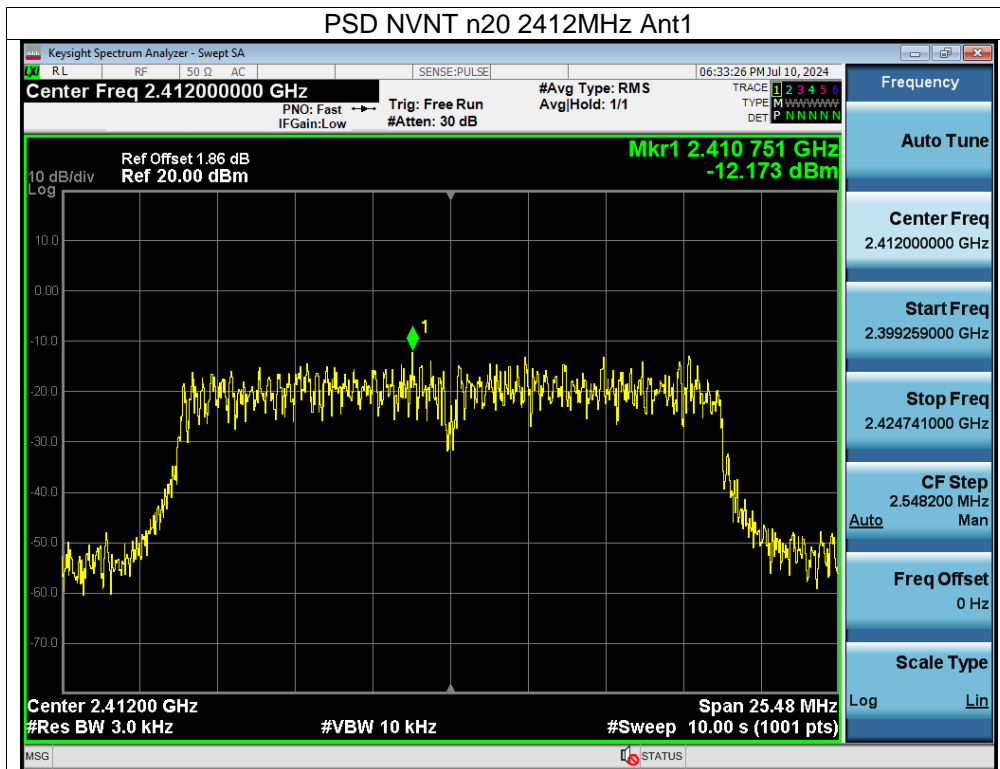 PSD NVNT n20 2412MHz Ant1
Keysight Spectrum Analyzer - Swept SA
LXI RL RF 50 Ω AC SENSE:PULSE 06:33:26 PM Jul 10, 2024
Center Freq 2.412000000 GHz
PNO: Fast
IFGain:Low
Trig: Free Run
#Atten: 30 dB
#Avg Type: RMS
Avg|Hold: 1/1
TRACE 1 2 3 4 5 6
TYPE M WWWWW
DET P N N N N N
Mkr1 2.410 751 GHz
-12.173 dBm
Ref Offset 1.86 dB
10 dB/div Ref 20.00 dBm
Log
10.0
0.00
-10.0
-20.0
-30.0
-40.0
-50.0
-60.0
-70.0
1
Center 2.41200 GHz Span 25.48 MHz
#Res BW 3.0 kHz #VBW 10 kHz #Sweep 10.00 s (1001 pts)
MSG STATUS
Frequency
Auto Tune
Center Freq
2.412000000 GHz
Start Freq
2.399259000 GHz
Stop Freq
2.424741000 GHz
CF Step
2.548200 MHz
Auto Man
Freq Offset
0 Hz
Scale Type
Log Lin